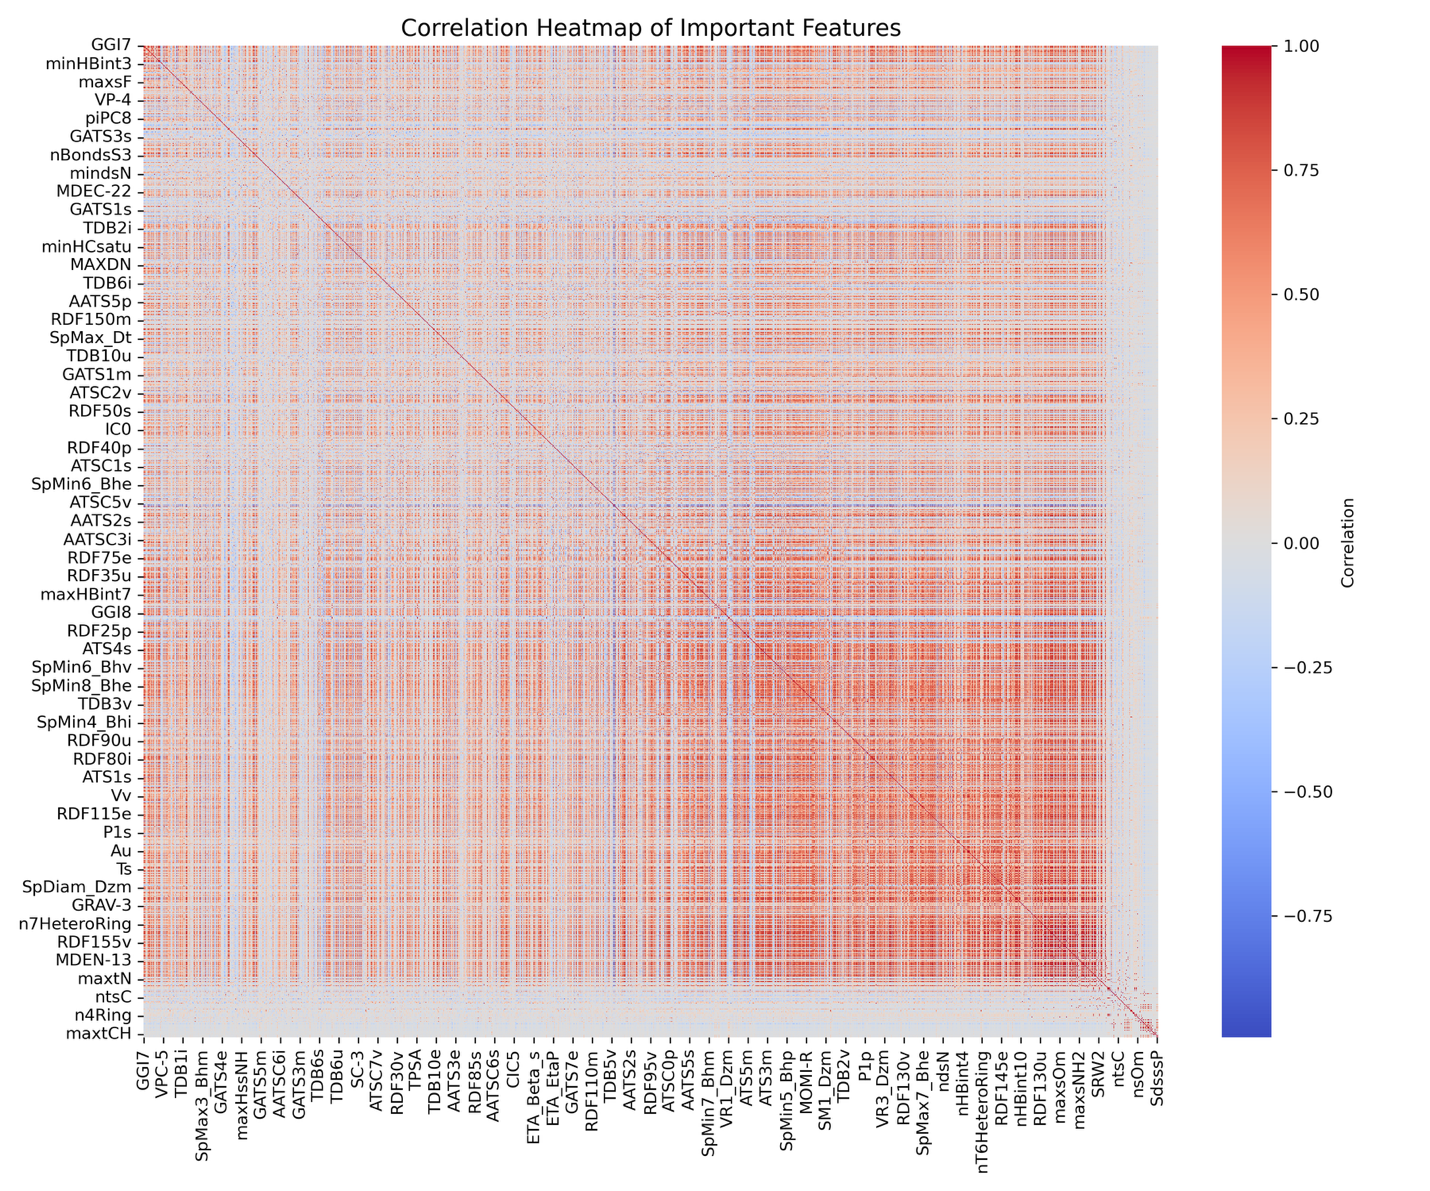 Correlation Heatmap of Important Features
GGI7
minHBint3
maxsF
VP-4
piPC8
GATS3s
nBondsS3
mindsN
MDEC-22
GATS1s
TDB2i
minHCsatu
MAXDN
TDB6i
AATS5p
RDF150m
SpMax_Dt
TDB10u
GATS1m
ATSC2v
RDF50s
IC0
RDF40p
ATSC1s
SpMin6_Bhe
ATSC5v
AATS2s
AATSC3i
RDF75e
RDF35u
maxHBint7
GGI8
RDF25p
ATS4s
SpMin6_Bhv
SpMin8_Bhe
TDB3v
SpMin4_Bhi
RDF90u
RDF80i
ATS1s
Vv
RDF115e
P1s
Au
Ts
SpDiam_Dzm
GRAV-3
n7HeteroRing
RDF155v
MDEN-13
maxtN
ntsC
n4Ring
maxtCH
GGI7
VPC-5
TDB1i
SpMax3_Bhm
GATS4e
maxHssNH
GATS5m
AATSC6i
GATS3m
TDB6s
TDB6u
SC-3
ATSC7v
RDF30v
TPSA
TDB10e
AATS3e
RDF85s
AATSC6s
CIC5
ETA_Beta_s
ETA_EtaP
GATS7e
RDF110m
TDB5v
AATS2s
RDF95v
ATSC0p
AATS5s
SpMin7_Bhm
VR1_Dzm
ATS5m
ATS3m
SpMin5_Bhp
MOMI-R
SM1_Dzm
TDB2v
P1p
VR3_Dzm
RDF130v
SpMax7_Bhe
ndsN
nHBint4
nT6HeteroRing
RDF145e
nHBint10
RDF130u
maxsOm
maxsNH2
SRW2
ntsC
nsOm
SdsssP
1.00
0.75
0.50
0.25
0.00
−0.25
−0.50
−0.75
Correlation